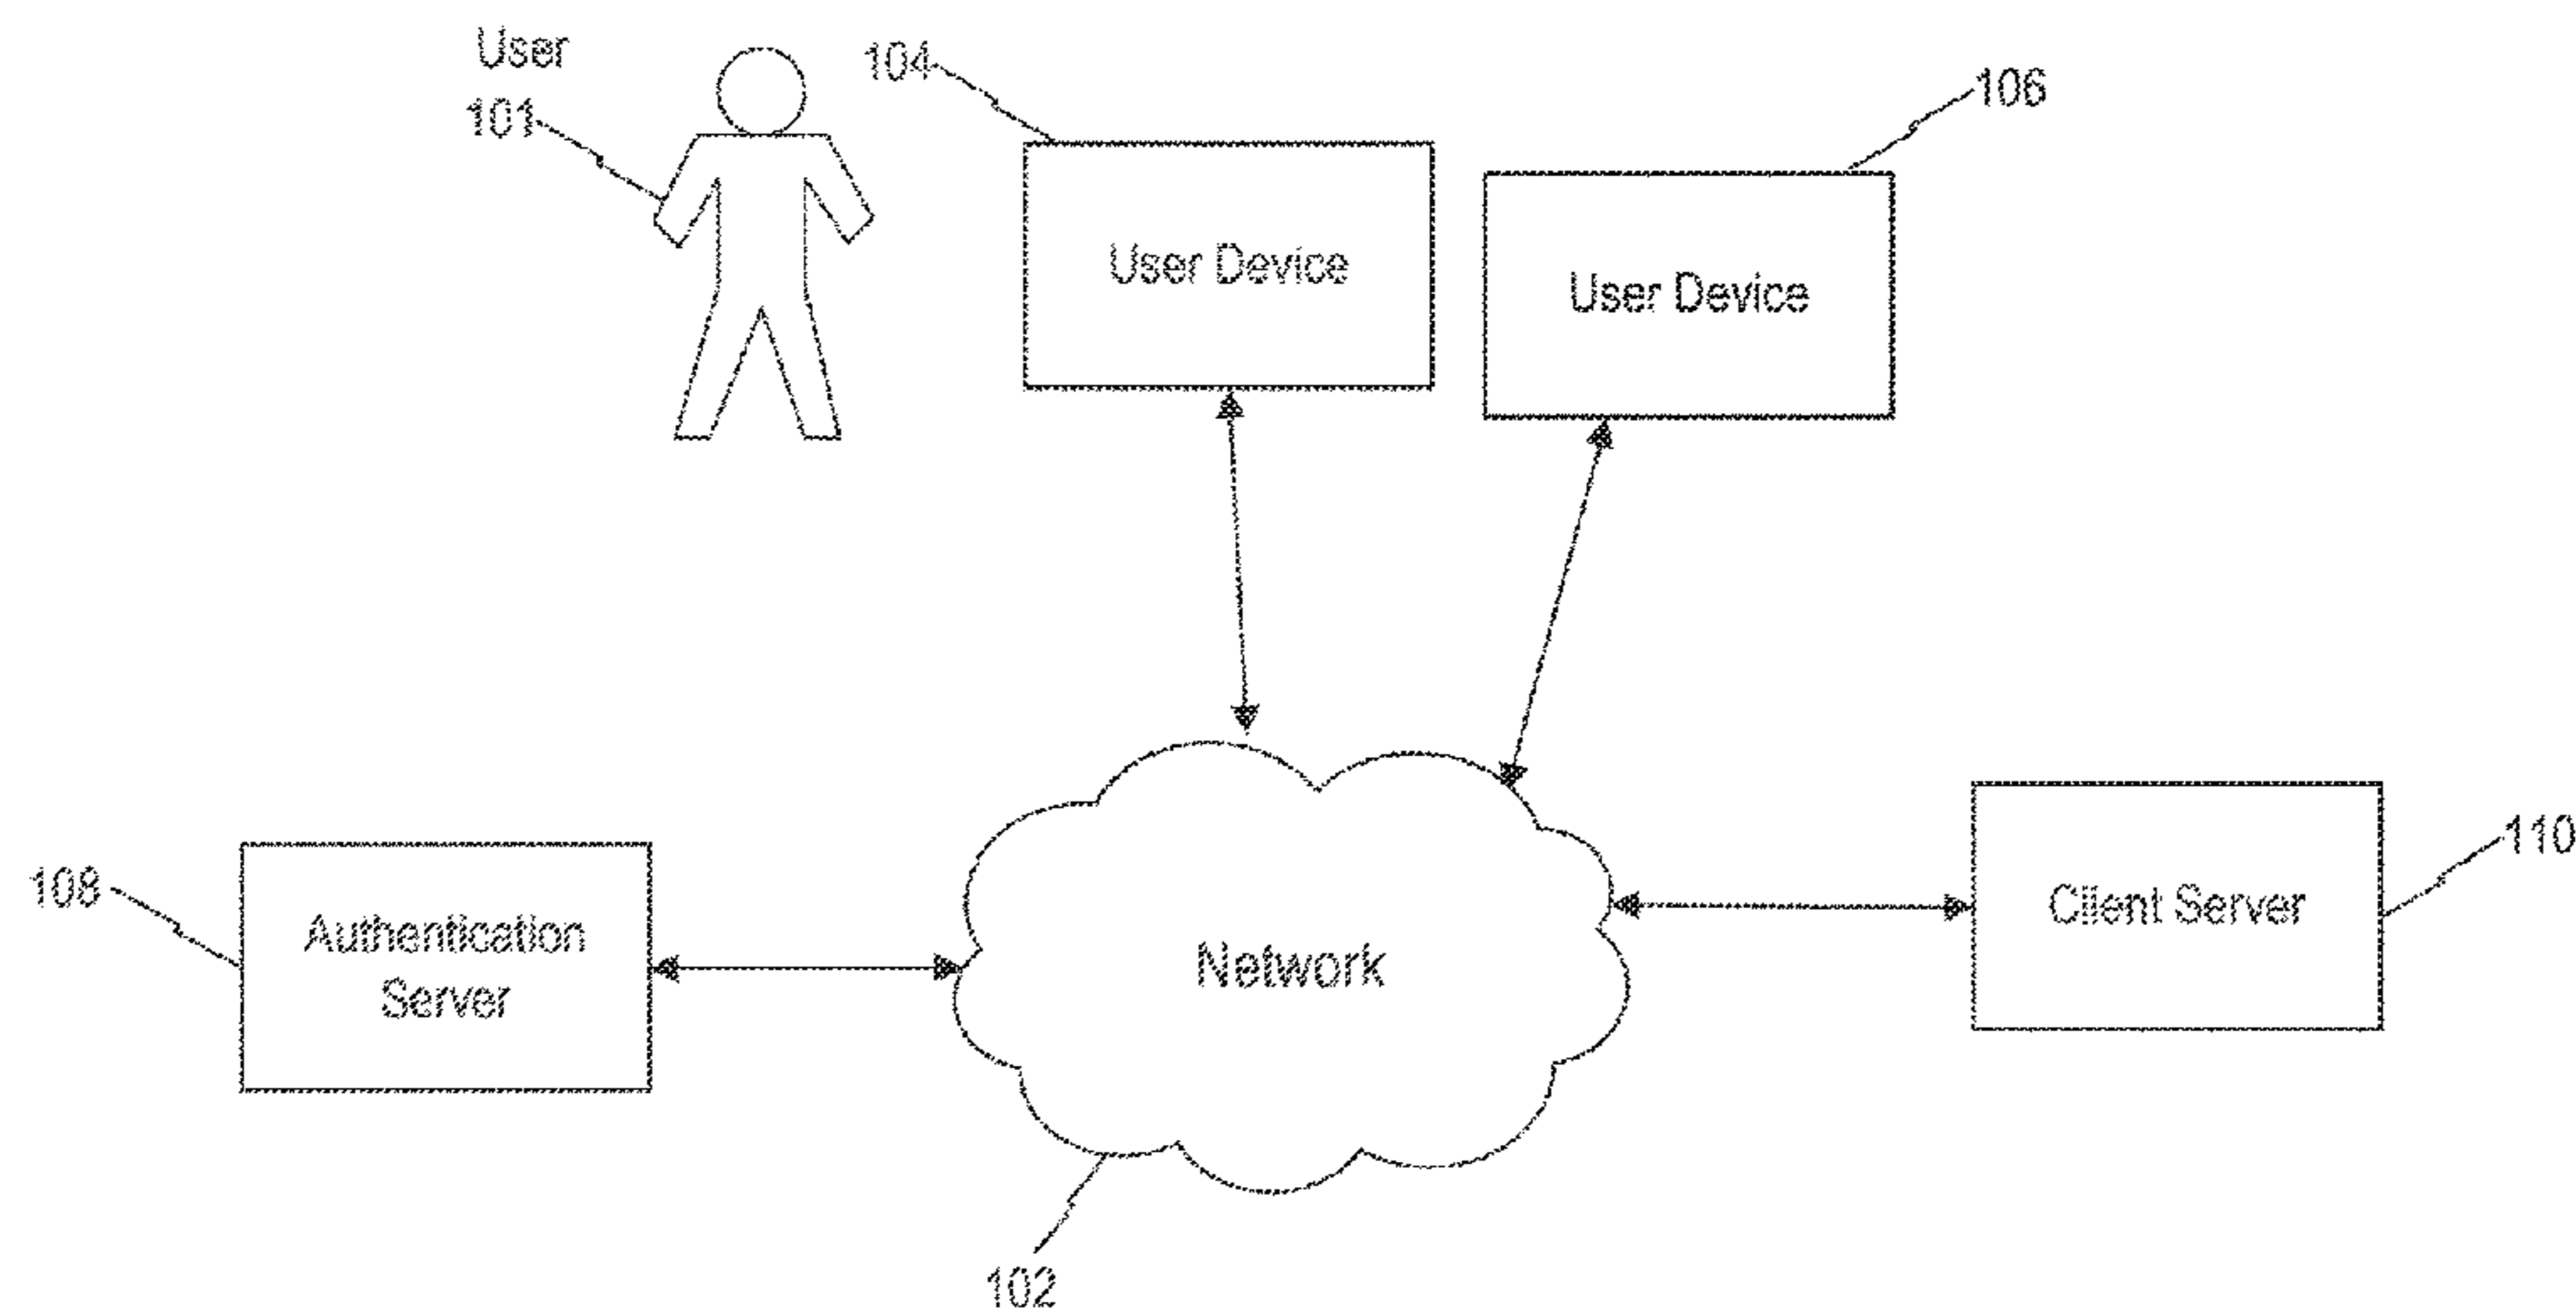 User
101
104
106
User Device
User Device
108
Authentication
Server
Network
Client Server
110
102